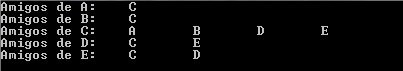 Amigos de A: C
Amigos de B: C
Amigos de C: A B D E
Amigos de D: C E
Amigos de E: C D